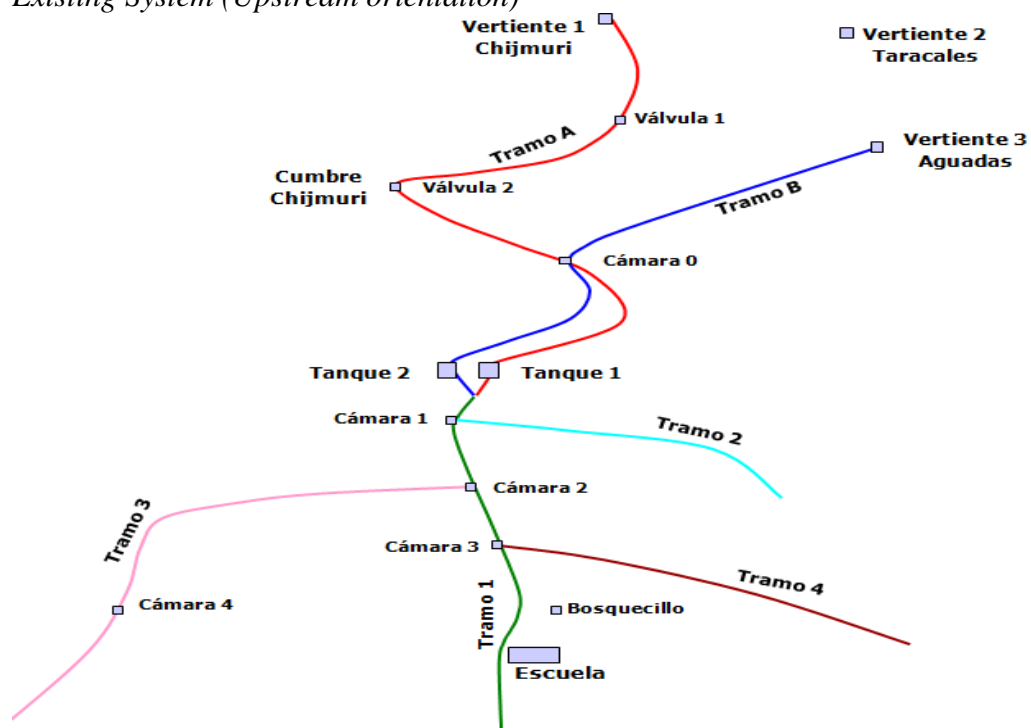 Existing System (Upstream orientation)
Vertiente 1
Chijmuri
Vertiente 2
Taracales
Válvula 1
Tramo A
Vertiente 3
Aguadas
Cumbre
Chijmuri
Válvula 2
Tramo B
Cámara 0
Tanque 2
Tanque 1
Cámara 1
Tramo 2
Cámara 2
Tramo 3
Cámara 3
Tramo 4
Cámara 4
Tramo 1
Bosquecillo
Escuela